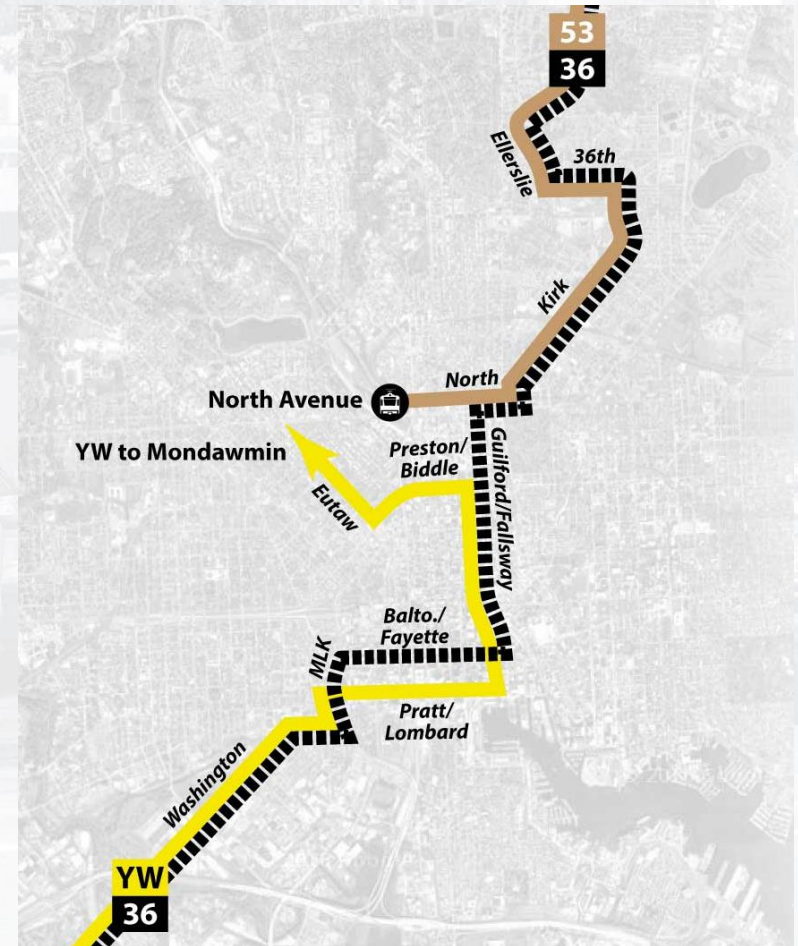 53
36
Ellerslie
36th
Kirk
North
North Avenue
YW to Mondawmin
Preston/
Biddle
Guilford/Fallsway
Eutaw
Balto./
Fayette
MLK
Pratt/
Lombard
Washington
YW
36